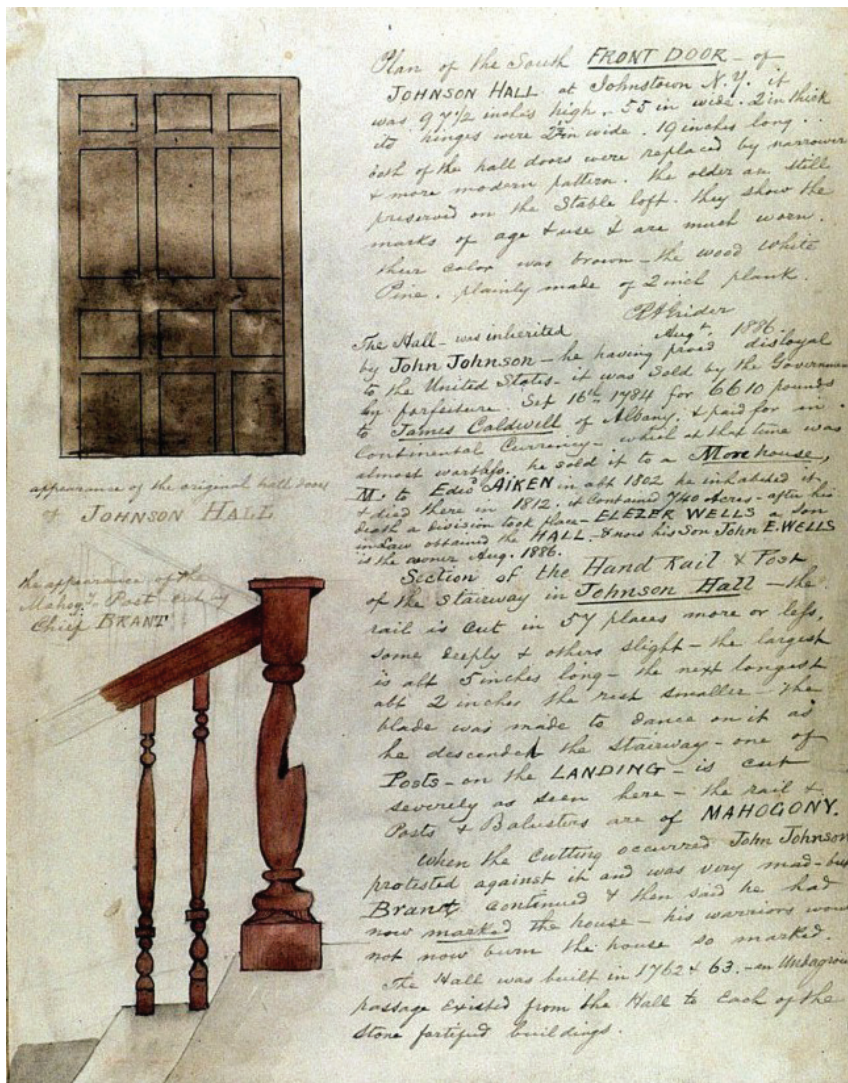 Plan of the South FRONT DOOR - of
JOHNSON HALL at Johnstown N.Y. it
was 97 1/2 inches high. 55 in wide. 2 in thick
its hinges were in wide. 19 inches long.
both of the hall doors were replaced by narrower
& more modern pattern. the older are still
preserved on the Stable loft. they show the
marks of age & use & are much worn.
their color was brown - the wood White
Pine. plainly made of 2 inch plank.
RAGrider
Augt. 1886.
The Hall - was inherited
by John Johnson - he having proved disloyal
to the United States - it was sold by the Governmen
by forfeiture. Sep 16th 1784 for 6610 pounds
to James Caldwell of Albany. & paid for in
Continental Currency - which at that time was
almost worthless. he sold it to a Morehouse,
M. to AIKEN in abt 1802 he inhabited it
& died there in 1812. it contained 740 Acres - after his
death a division took place - ELEZER WELLS a son
in Law obtained the HALL. & now his Son John E. WELLS
is the owner Aug. 1886.
appearance of the original hall doors
of JOHNSON HALL
the appearance of the
Mahogy. Post cut by
Chief BRANT
Section of the Hand Rail & Post
of the Stairway in Johnson Hall - the
rail is cut in 57 places more or less,
some deeply & others slight - the largest
is abt 5 inches long - the next longest
abt 2 inches the rest smaller - the
blade was made to dance on it as
he descended the stairway - one of
Posts - on the LANDING - is cut
severely as seen here - the rail &
Posts & Balusters are of MAHOGONY.
When the Cutting occurred John Johnson
protested against it and was very mad - but
Brant continued & then said he had
now marked the house - his warriors wou
not now burn the house so marked.
The Hall was built in 1762 & 63. - an Undagroun
passage existed from the Hall to each of the
stone fortified buildings.